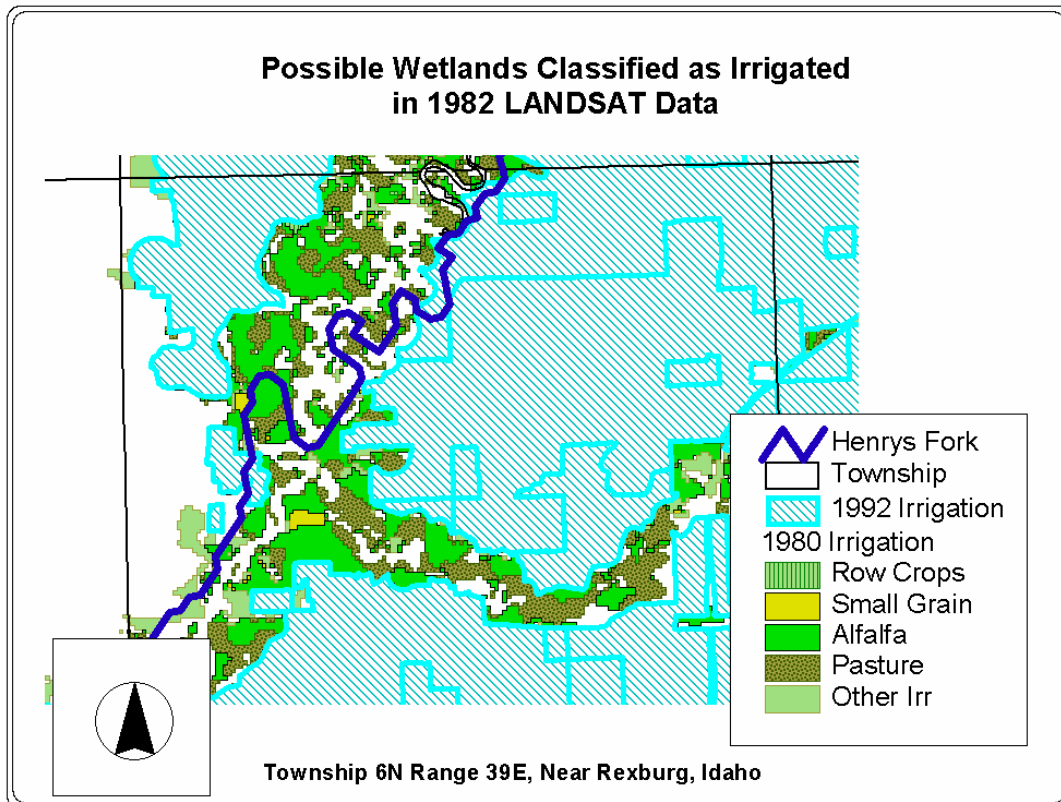 Possible Wetlands Classified as Irrigated
in 1982 LANDSAT Data
Henrys Fork
Township
1992 Irrigation
1980 Irrigation
Row Crops
Small Grain
Alfalfa
Pasture
Other Irr
Township 6N Range 39E, Near Rexburg, Idaho